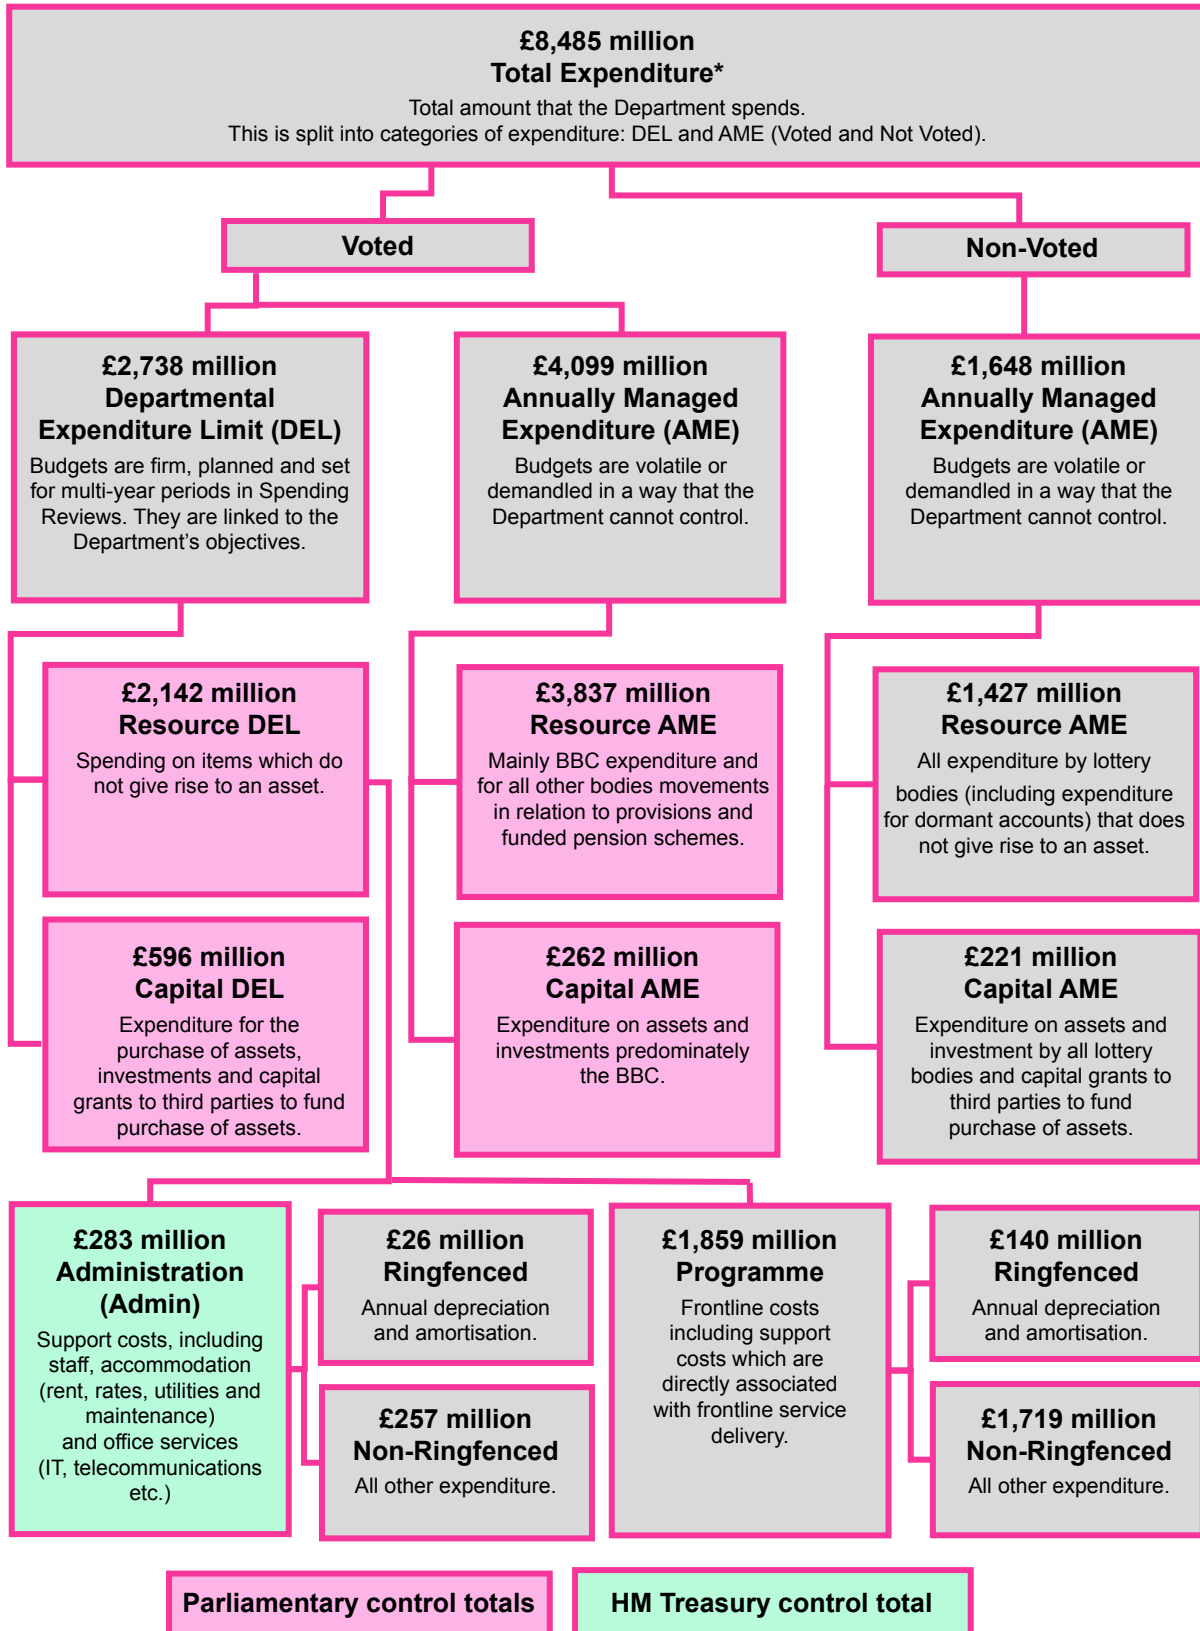 £8,485 million
Total Expenditure*
Total amount that the Department spends.
This is split into categories of expenditure: DEL and AME (Voted and Not Voted).
Voted
Non-Voted
£2,738 million
Departmental
Expenditure Limit (DEL)
Budgets are firm, planned and set
for multi-year periods in Spending
Reviews. They are linked to the
Department’s objectives.
£4,099 million
Annually Managed
Expenditure (AME)
Budgets are volatile or
demandled in a way that the
Department cannot control.
£1,648 million
Annually Managed
Expenditure (AME)
Budgets are volatile or
demandled in a way that the
Department cannot control.
£2,142 million
Resource DEL
Spending on items which do
not give rise to an asset.
£3,837 million
Resource AME
Mainly BBC expenditure and
for all other bodies movements
in relation to provisions and
funded pension schemes.
£1,427 million
Resource AME
All expenditure by lottery
bodies (including expenditure
for dormant accounts) that does
not give rise to an asset.
£596 million
Capital DEL
Expenditure for the
purchase of assets,
investments and capital
grants to third parties to fund
purchase of assets.
£262 million
Capital AME
Expenditure on assets and
investments predominately
the BBC.
£221 million
Capital AME
Expenditure on assets and
investment by all lottery
bodies and capital grants to
third parties to fund
purchase of assets.
£283 million
Administration
(Admin)
Support costs, including
staff, accommodation
(rent, rates, utilities and
maintenance)
and office services
(IT, telecommunications
etc.)
£26 million
Ringfenced
Annual depreciation
and amortisation.
£257 million
Non-Ringfenced
All other expenditure.
£1,859 million
Programme
Frontline costs
including support
costs which are
directly associated
with frontline service
delivery.
£140 million
Ringfenced
Annual depreciation
and amortisation.
£1,719 million
Non-Ringfenced
All other expenditure.
Parliamentary control totals
HM Treasury control total